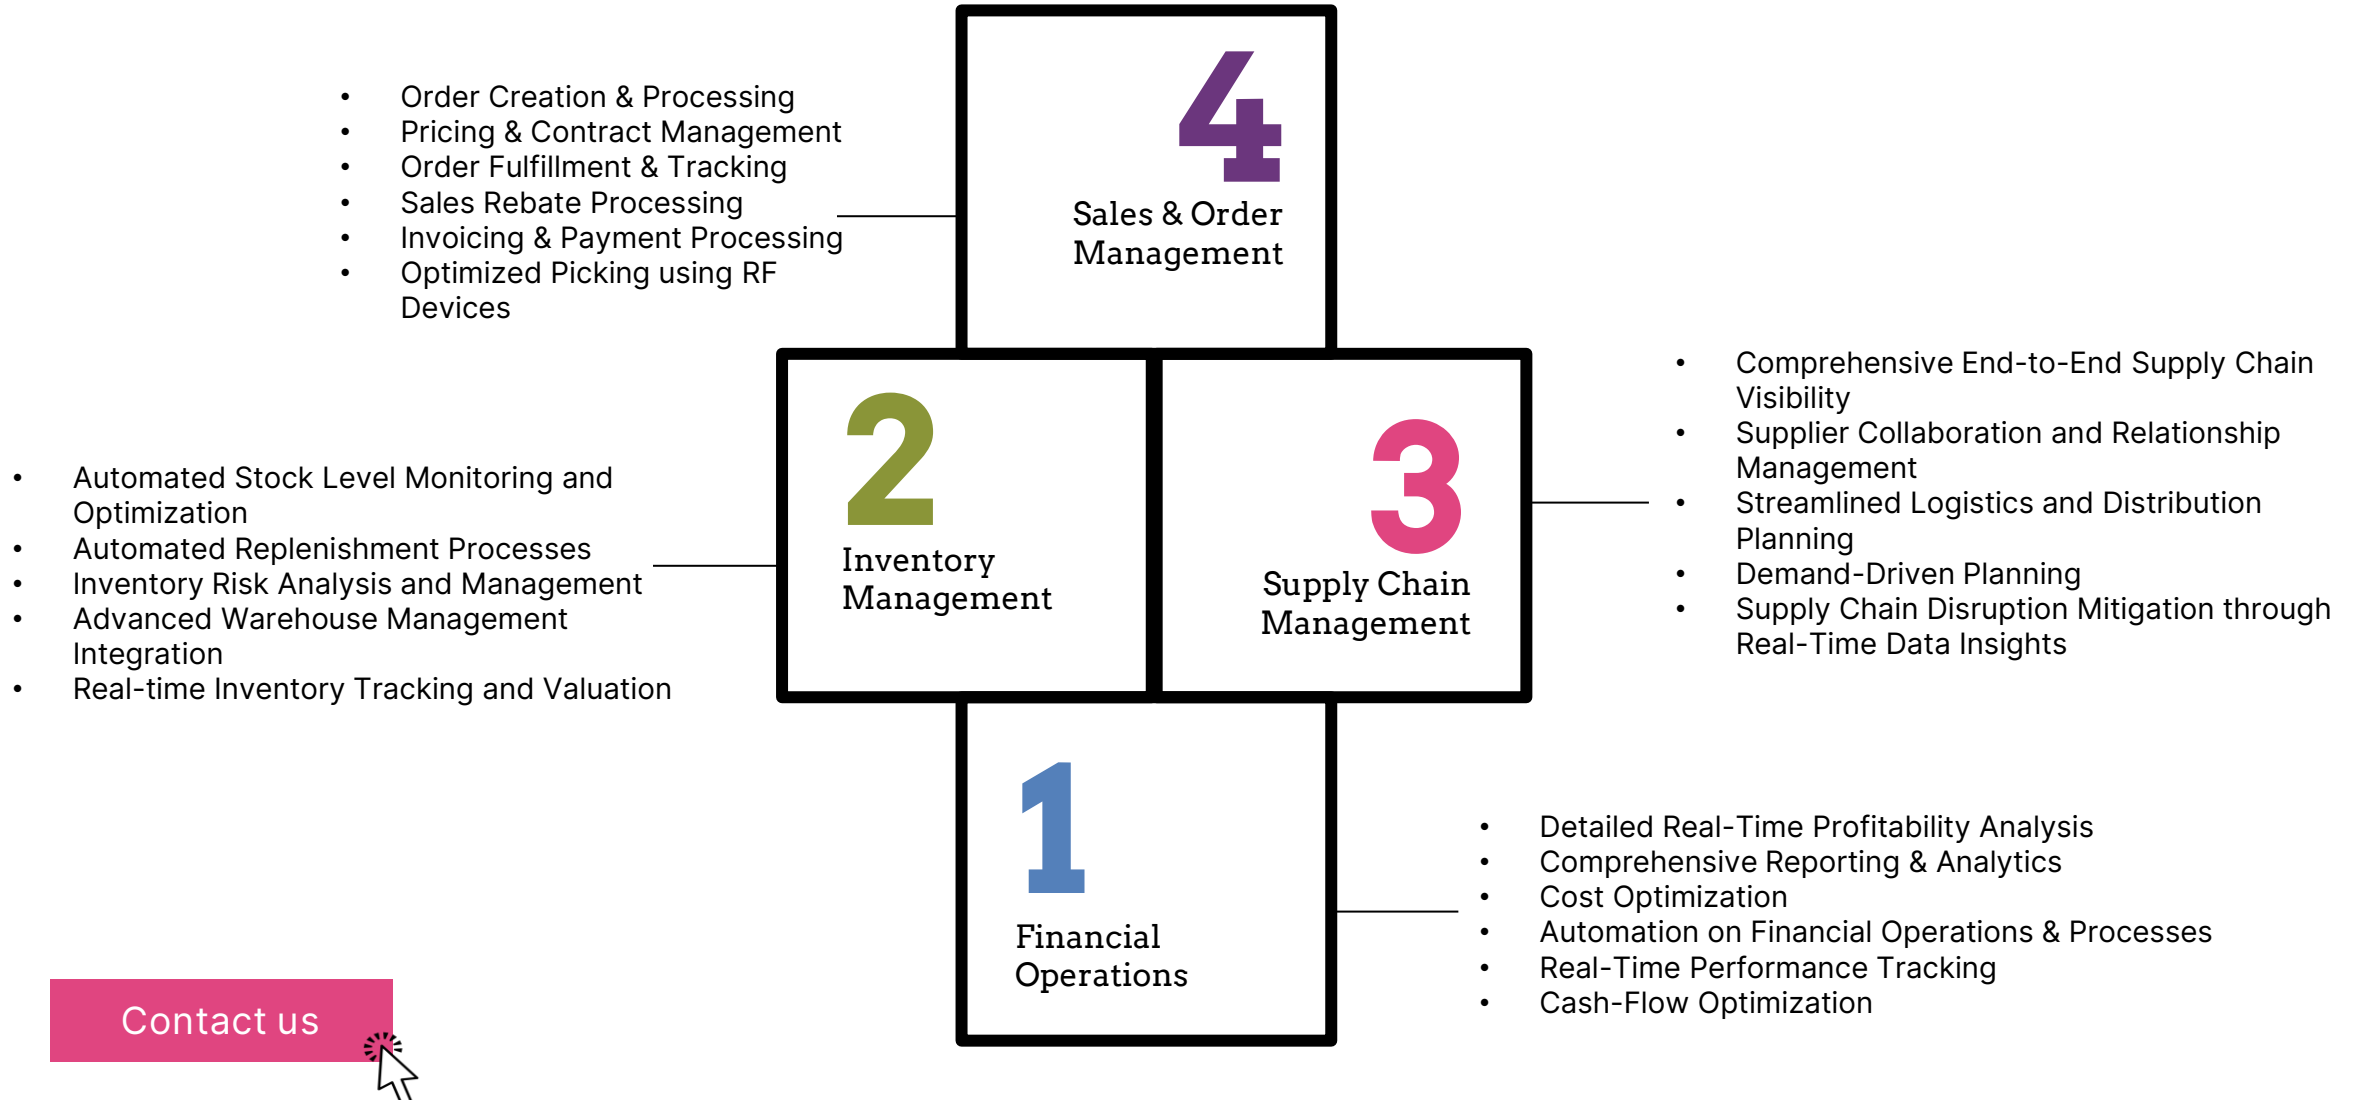 4
Sales & Order
Management
• Order Creation & Processing
• Pricing & Contract Management
• Order Fulfillment & Tracking
• Sales Rebate Processing
• Invoicing & Payment Processing
• Optimized Picking using RF
Devices
2
Inventory
Management
• Automated Stock Level Monitoring and
Optimization
• Automated Replenishment Processes
• Inventory Risk Analysis and Management
• Advanced Warehouse Management
Integration
• Real-time Inventory Tracking and Valuation
3
Supply Chain
Management
• Comprehensive End-to-End Supply Chain
Visibility
• Supplier Collaboration and Relationship
Management
• Streamlined Logistics and Distribution
Planning
• Demand-Driven Planning
• Supply Chain Disruption Mitigation through
Real-Time Data Insights
1
Financial
Operations
• Detailed Real-Time Profitability Analysis
• Comprehensive Reporting & Analytics
• Cost Optimization
• Automation on Financial Operations & Processes
• Real-Time Performance Tracking
• Cash-Flow Optimization
Contact us